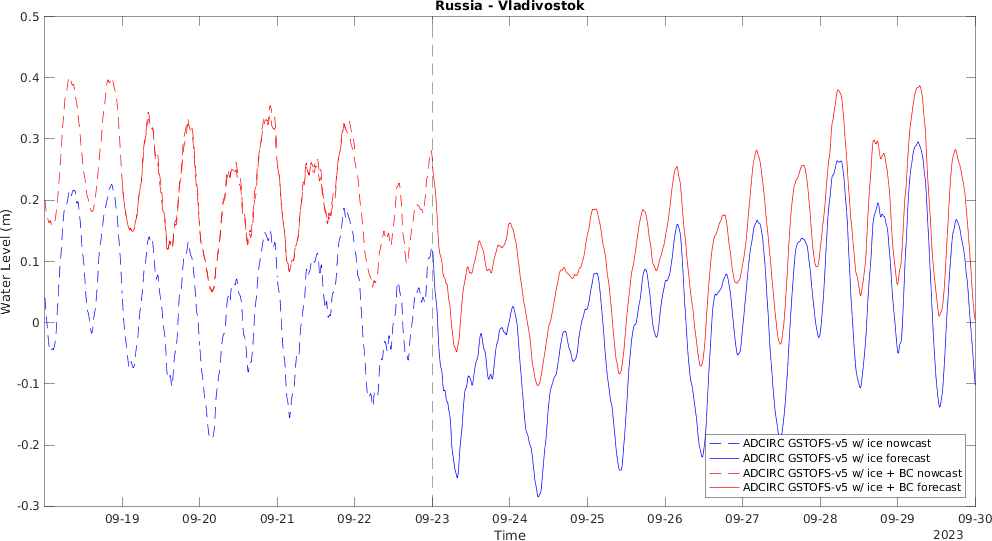 Russia - Vladivostok
Water Level (m)
0.5
0.4
0.3
0.2
0.1
0
-0.1
-0.2
-0.3
ADCIRC GSTOFS-v5 w/ ice nowcast
ADCIRC GSTOFS-v5 w/ ice forecast
ADCIRC GSTOFS-v5 w/ ice + BC nowcast
ADCIRC GSTOFS-v5 w/ ice + BC forecast
09-19 09-20 09-21 09-22 09-23 09-24 09-25 09-26 09-27 09-28 09-29 09-30
Time
2023